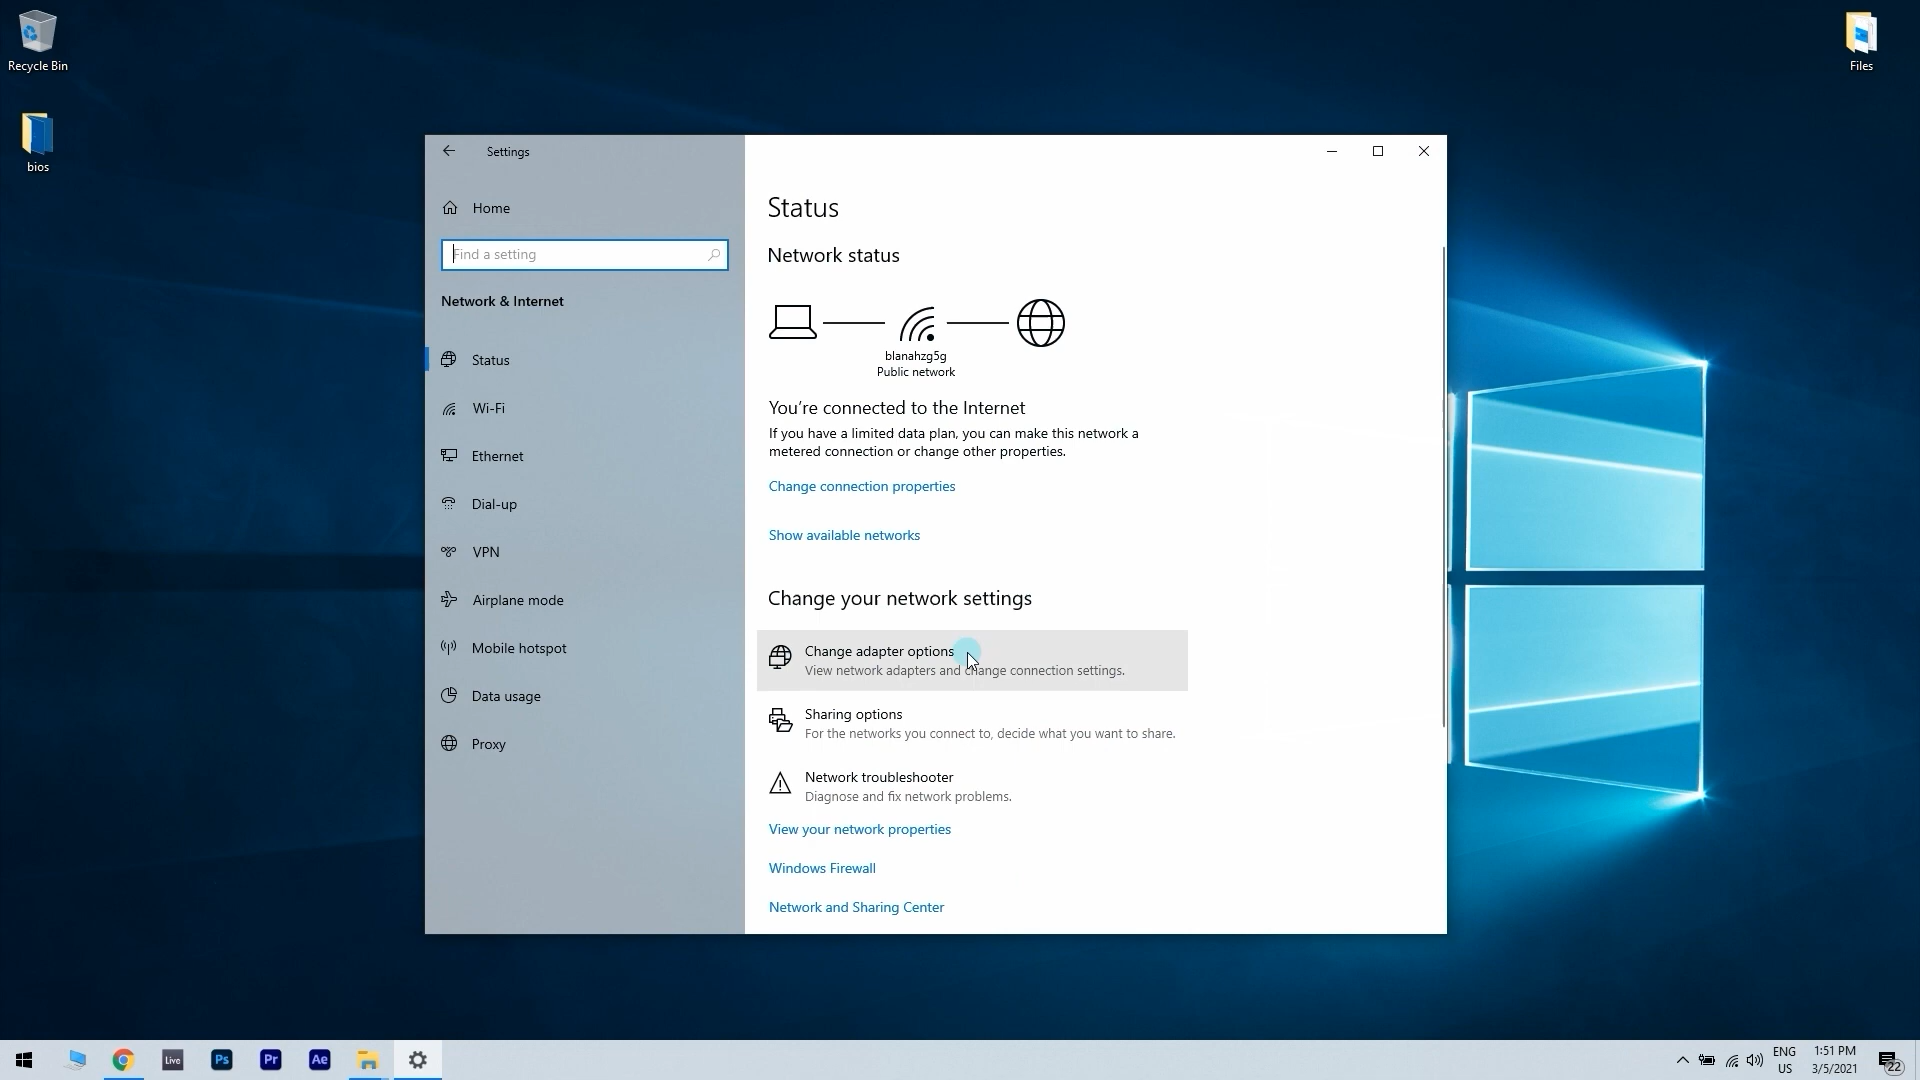 Recycle Bin
Files
bios
Settings
Home
Find a setting
Network & Internet
Status
Wi-Fi
Ethernet
Dial-up
VPN
Airplane mode
Mobile hotspot
Data usage
Proxy
Status
Network status
blanahzg5g
Public network
You're connected to the Internet
If you have a limited data plan, you can make this network a
metered connection or change other properties.
Change connection properties
Show available networks
Change your network settings
Change adapter options
View network adapters and change connection settings.
Sharing options
For the networks you connect to, decide what you want to share.
Network troubleshooter
Diagnose and fix network problems.
View your network properties
Windows Firewall
Network and Sharing Center
Live
Ps
Pr
Ae
ENG
US
1:51 PM
3/5/2021
22